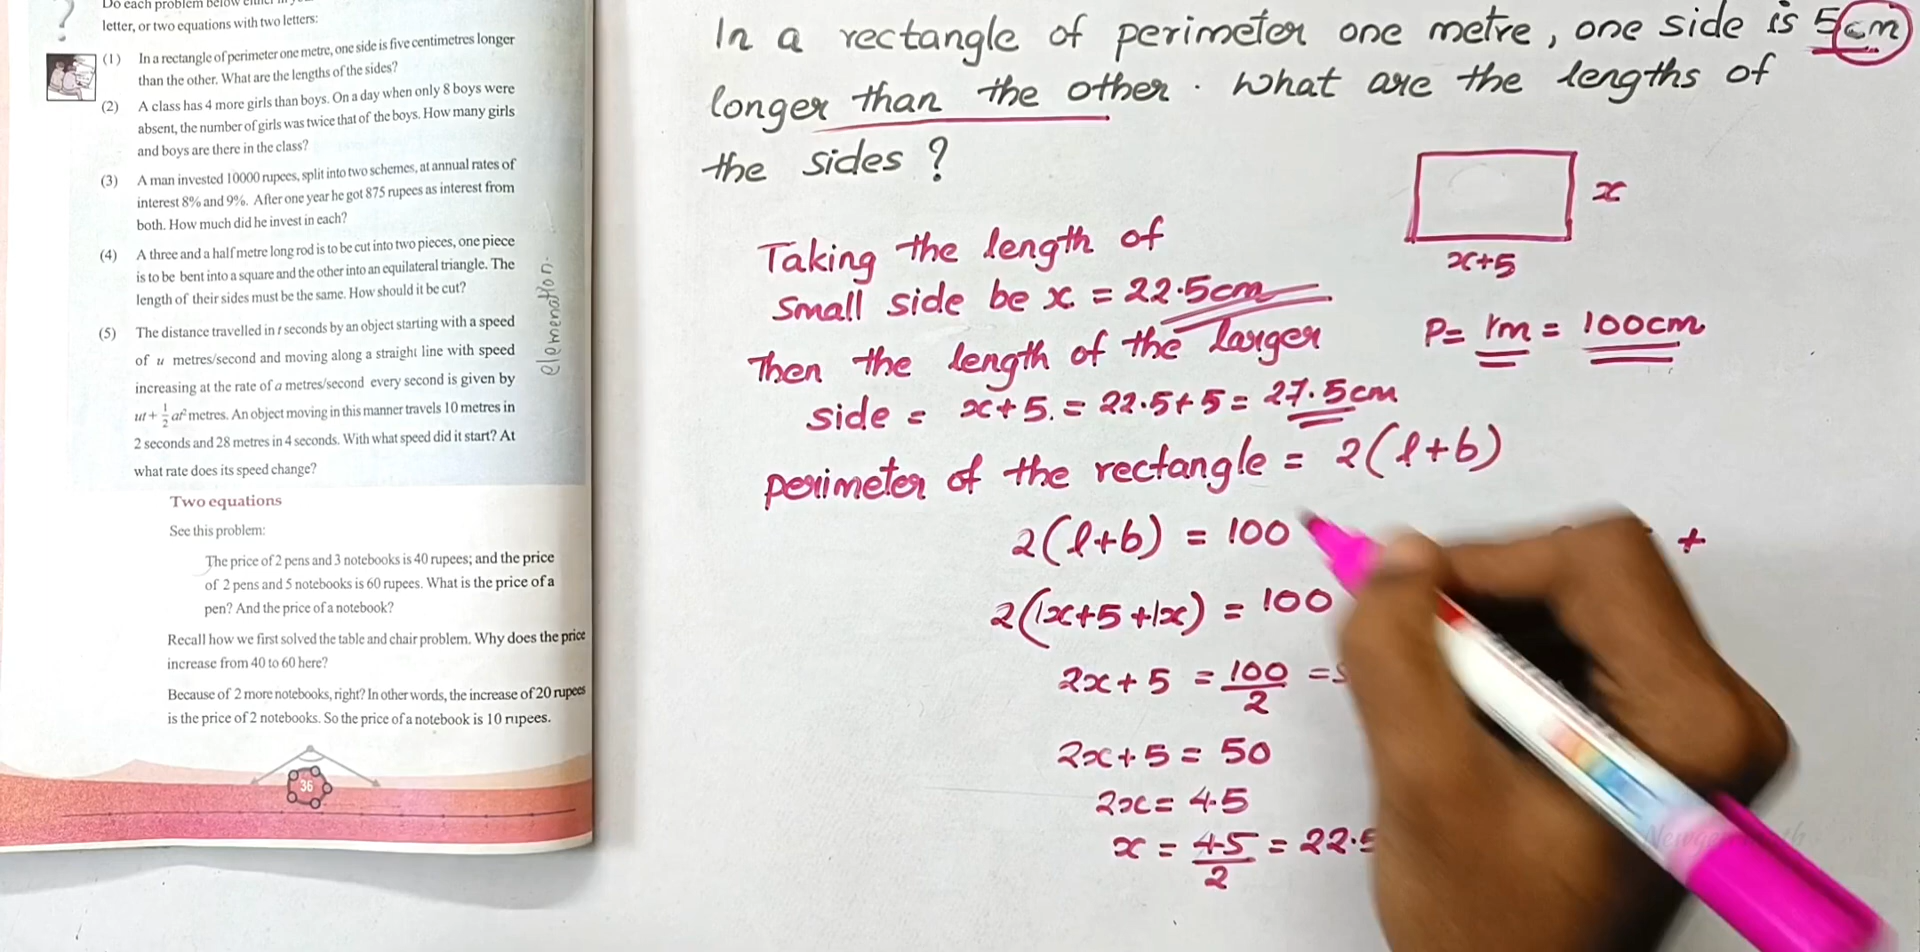 Do each problem below
letter, or two equations with two letters:
(1) In a rectangle of perimeter one metre, one side is five centimetres longer
than the other. What are the lengths of the sides?
(2) A class has 4 more girls than boys. On a day when only 8 boys were
absent, the number of girls was twice that of the boys. How many girls
and boys are there in the class?
(3) A man invested 10000 rupees, split into two schemes, at annual rates of
interest 8% and 9%. After one year he got 875 rupees as interest from
both. How much did he invest in each?
(4) A three and a half metre long rod is to be cut into two pieces, one piece
is to be bent into a square and the other into an equilateral triangle. The
length of their sides must be the same. How should it be cut?
(5) The distance travelled in t seconds by an object starting with a speed
of u metres/second and moving along a straight line with speed
increasing at the rate of a metres/second every second is given by
ut + 1/2 at² metres. An object moving in this manner travels 10 metres in
2 seconds and 28 metres in 4 seconds. With what speed did it start? At
what rate does its speed change?
elemenation.
Two equations
See this problem:
The price of 2 pens and 3 notebooks is 40 rupees; and the price
of 2 pens and 5 notebooks is 60 rupees. What is the price of a
pen? And the price of a notebook?
Recall how we first solved the table and chair problem. Why does the price
increase from 40 to 60 here?
Because of 2 more notebooks, right? In other words, the increase of 20 rupees
is the price of 2 notebooks. So the price of a notebook is 10 rupees.
36
In a rectangle of perimeter one metre, one side is 5cm
longer than the other. What are the lengths of
the sides?
x
x+5
P= 1m = 100cm
Taking the length of
small side be x = 22.5cm
Then the length of the larger
side = x+5 = 22.5+5 = 27.5cm
perimeter of the rectangle = 2(l+b)
2(l+b) = 100
+
2(1x+5+1x) = 100
2x+5 = 100/2 =
2x+5 = 50
2x = 45
x = 45/2 = 22.5